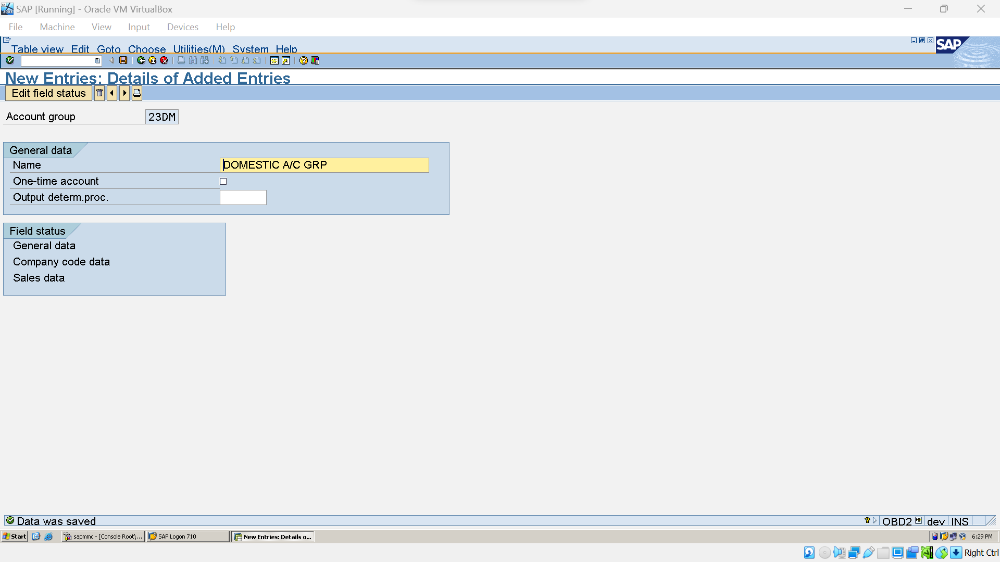 SAP [Running] - Oracle VM VirtualBox
File Machine View Input Devices Help
Table view Edit Goto Choose Utilities(M) System Help
SAP
New Entries: Details of Added Entries
Edit field status
Account group 23DM
General data
Name DOMESTIC A/C GRP
One-time account
Output determ.proc.
Field status
General data
Company code data
Sales data
Data was saved OBD2 dev INS
Start sapmmc - [Console Root\... SAP Logon 710 New Entries: Details o... 6:29 PM
Right Ctrl